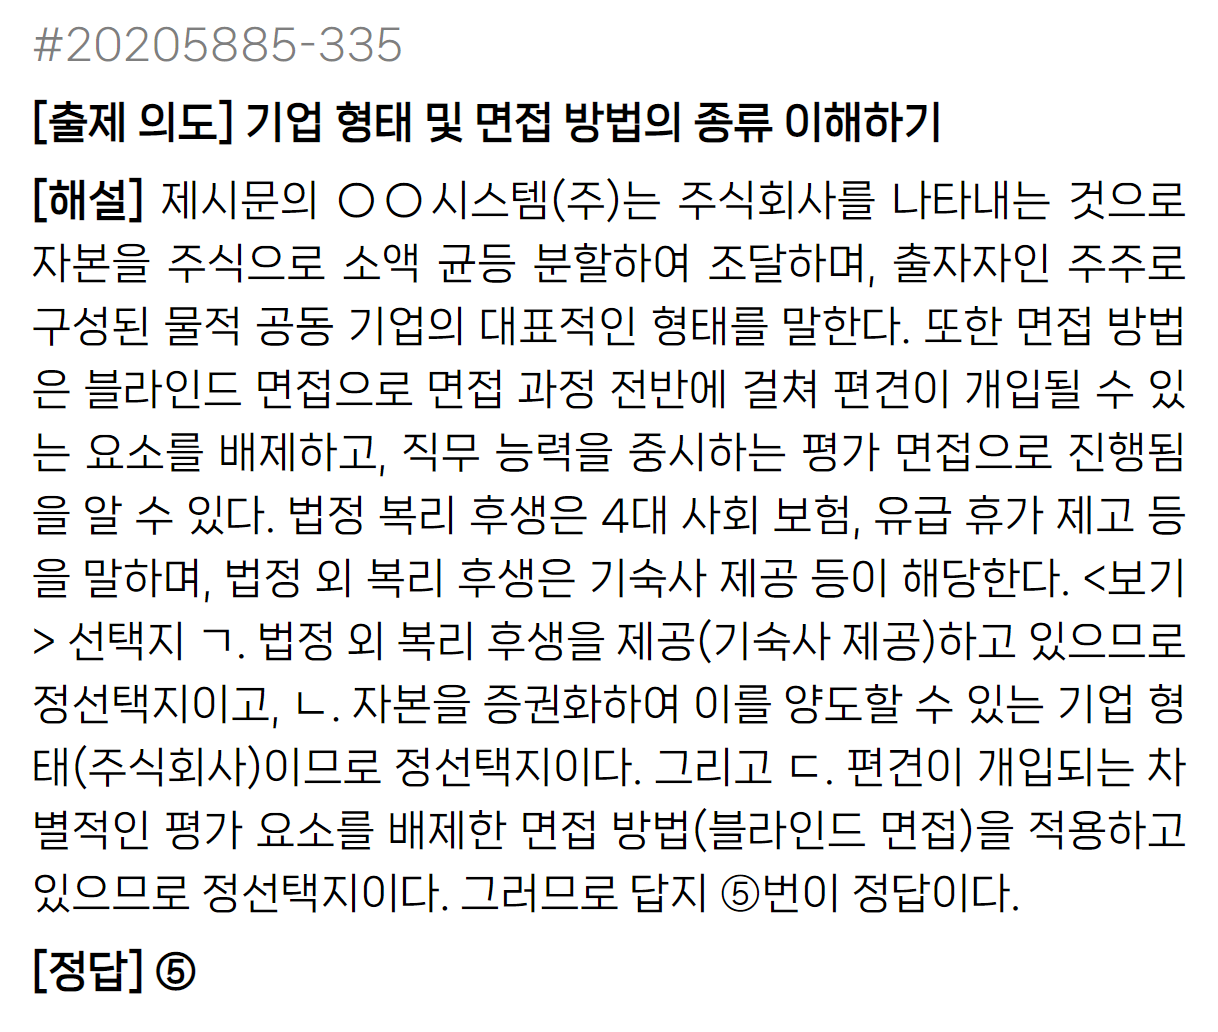 #20205885-335
[출제 의도] 기업 형태 및 면접 방법의 종류 이해하기
[해설] 제시문의 ○○시스템(주)는 주식회사를 나타내는 것으로
자본을 주식으로 소액 균등 분할하여 조달하며, 출자자인 주주로
구성된 물적 공동 기업의 대표적인 형태를 말한다. 또한 면접 방법
은 블라인드 면접으로 면접 과정 전반에 걸쳐 편견이 개입될 수 있
는 요소를 배제하고, 직무 능력을 중시하는 평가 면접으로 진행됨
을 알 수 있다. 법정 복리 후생은 4대 사회 보험, 유급 휴가 제고 등
을 말하며, 법정 외 복리 후생은 기숙사 제공 등이 해당한다. <보기
> 선택지 ㄱ. 법정 외 복리 후생을 제공(기숙사 제공)하고 있으므로
정선택지이고, ㄴ. 자본을 증권화하여 이를 양도할 수 있는 기업 형
태(주식회사)이므로 정선택지이다. 그리고 ㄷ. 편견이 개입되는 차
별적인 평가 요소를 배제한 면접 방법(블라인드 면접)을 적용하고
있으므로 정선택지이다. 그러므로 답지 ⑤번이 정답이다.
[정답] ⑤